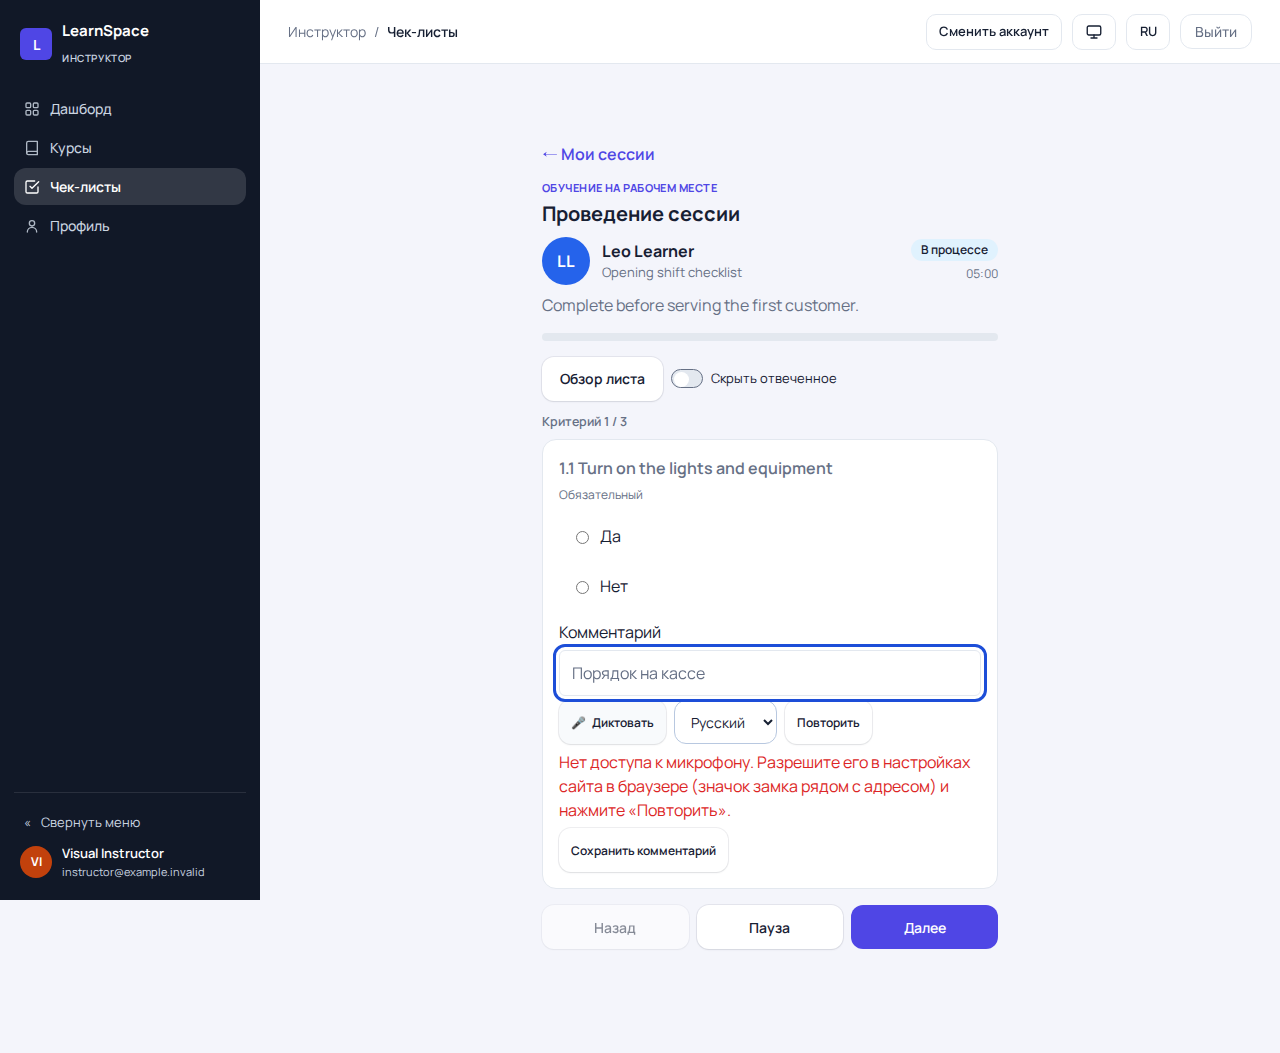 L
LearnSpace
ИНСТРУКТОР
Дашборд
Курсы
Чек-листы
Профиль
« Свернуть меню
VI
Visual Instructor
instructor@example.invalid
Инструктор / Чек-листы
Сменить аккаунт
RU
Выйти
← Мои сессии
ОБУЧЕНИЕ НА РАБОЧЕМ МЕСТЕ
Проведение сессии
LL
Leo Learner
Opening shift checklist
В процессе
05:00
Complete before serving the first customer.
Обзор листа
Скрыть отвеченное
Критерий 1 / 3
1.1 Turn on the lights and equipment
Обязательный
Да
Нет
Комментарий
Порядок на кассе
Диктовать
Русский
Повторить
Нет доступа к микрофону. Разрешите его в настройках
сайта в браузере (значок замка рядом с адресом) и
нажмите «Повторить».
Сохранить комментарий
Назад
Пауза
Далее